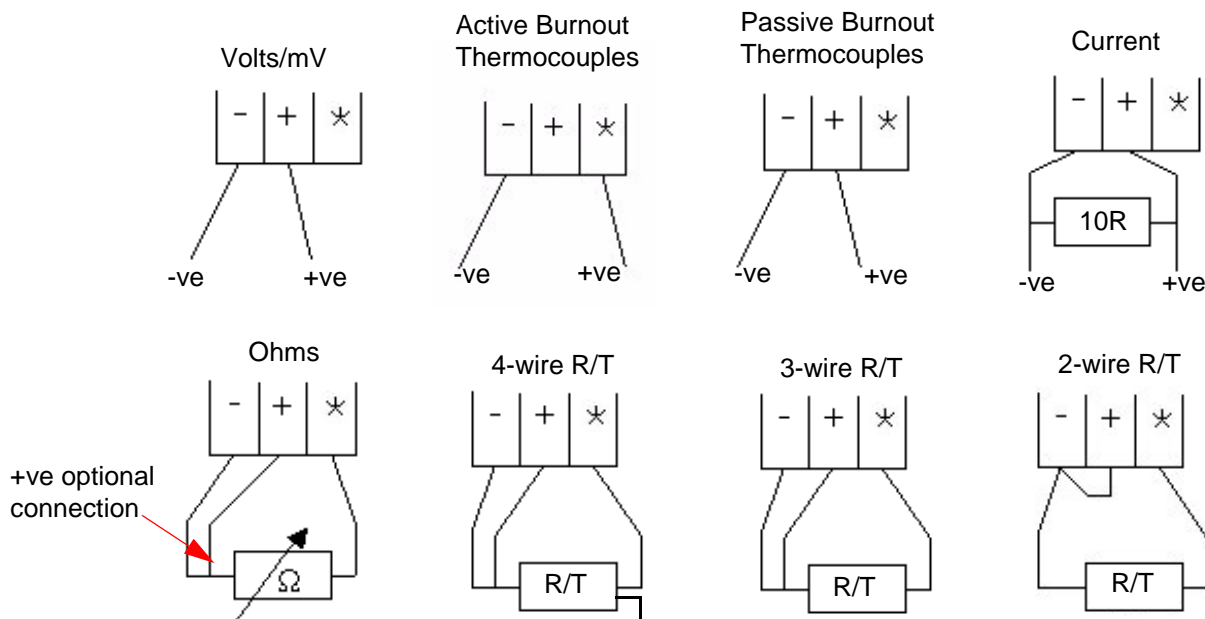 Volts/mV
- + *
-ve +ve
Active Burnout
Thermocouples
- + *
-ve +ve
Passive Burnout
Thermocouples
- + *
-ve +ve
Current
- + *
10R
-ve +ve
Ohms
- + *
+ve optional
connection
Ω
4-wire R/T
- + *
R/T
3-wire R/T
- + *
R/T
2-wire R/T
- + *
R/T